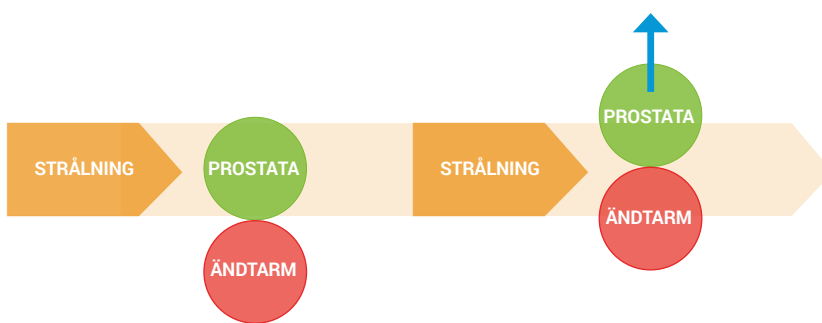 STRÅLNING
PROSTATA
ÄNDTARM
STRÅLNING
PROSTATA
ÄNDTARM